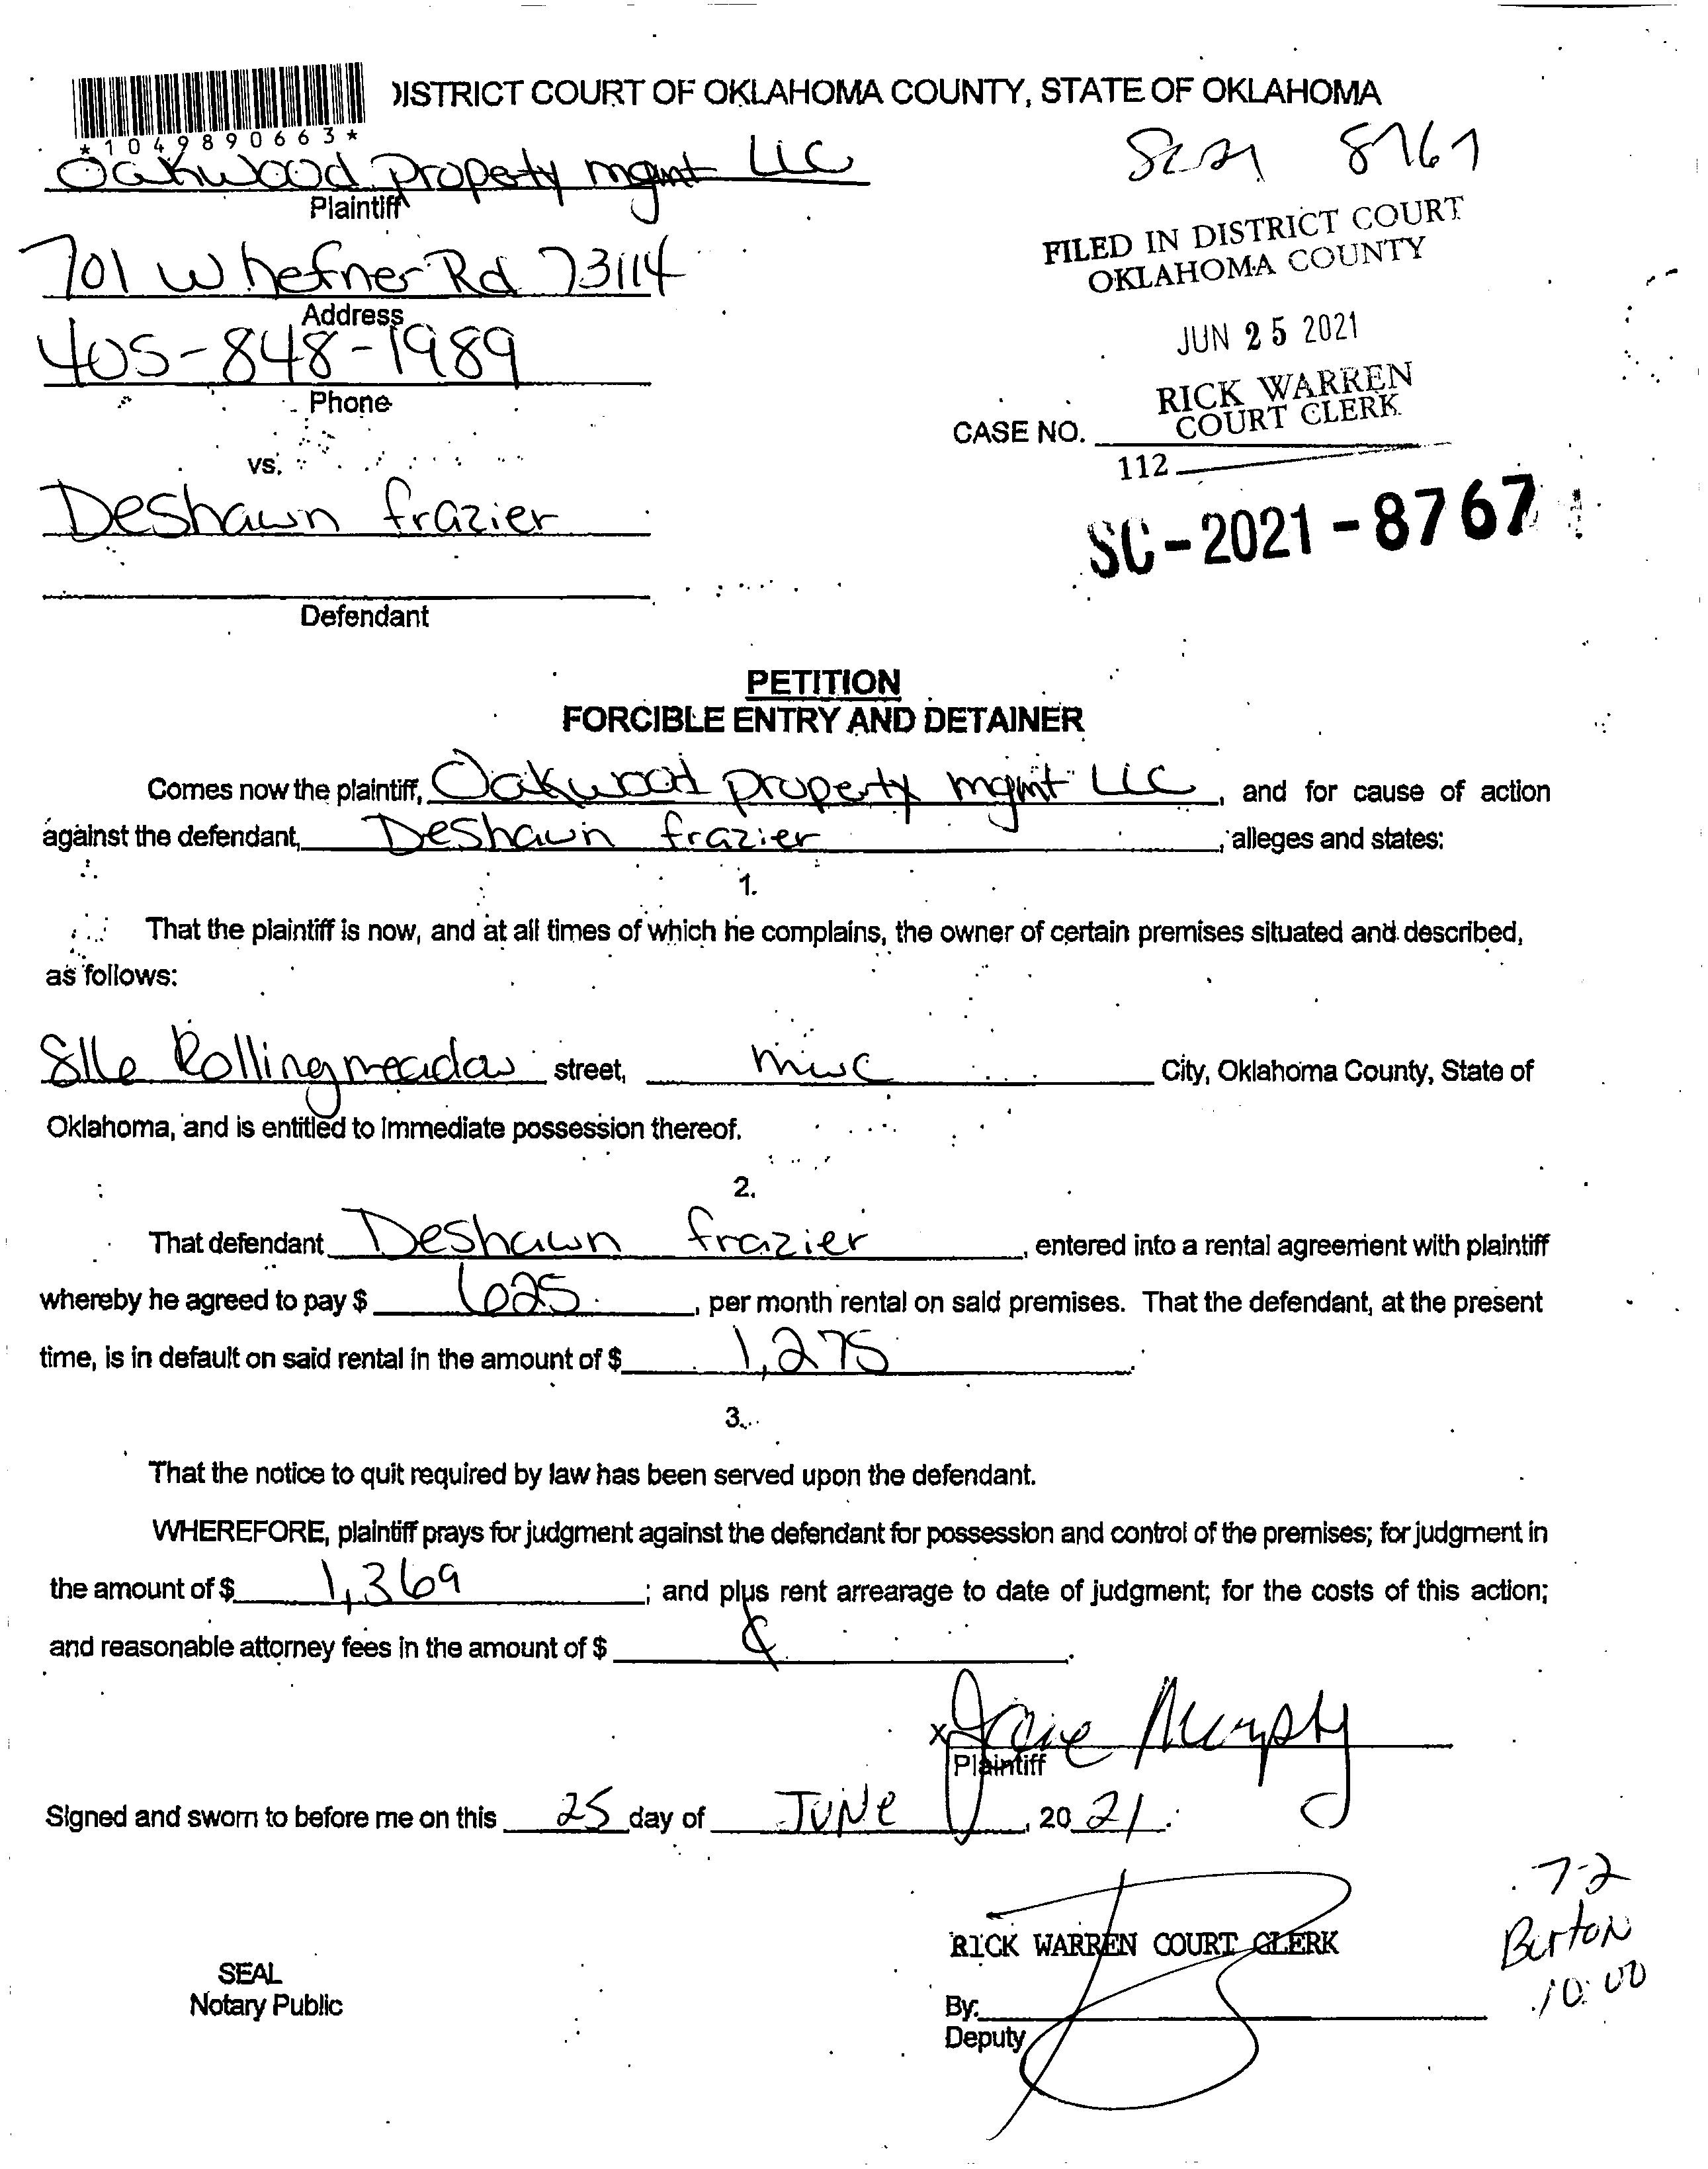 DISTRICT COURT OF OKLAHOMA COUNTY, STATE OF OKLAHOMA
*1049890663*
Oakwood property mgmt LLC
Plaintiff
8767
FILED IN DISTRICT COURT
OKLAHOMA COUNTY
701 W hefner Rd 73114
Address
JUN 25 2021
405-848-1989
Phone
RICK WARREN
COURT CLERK
CASE NO.
112
vs.
Deshawn frazier
SC-2021-8767
Defendant
PETITION
FORCIBLE ENTRY AND DETAINER
Comes now the plaintiff, Oakwood property mgmt LLC, and for cause of action
against the defendant, Deshawn frazier, alleges and states:
1.
That the plaintiff is now, and at all times of which he complains, the owner of certain premises situated and described,
as follows:
Rollingmeadow street, mwc City, Oklahoma County, State of
Oklahoma, and is entitled to immediate possession thereof.
2.
That defendant Deshawn frazier, entered into a rental agreement with plaintiff
whereby he agreed to pay $ 625, per month rental on said premises. That the defendant, at the present
time, is in default on said rental in the amount of $ 1,275.
3.
That the notice to quit required by law has been served upon the defendant.
WHEREFORE, plaintiff prays for judgment against the defendant for possession and control of the premises; for judgment in
the amount of $ 1,369; and plus rent arrearage to date of judgment; for the costs of this action;
and reasonable attorney fees in the amount of $
X Murphy
Plaintiff
Signed and sworn to before me on this 25 day of JUNe, 2021.
7-2
Burton
10:00
RICK WARREN COURT CLERK
SEAL
Notary Public
By:
Deputy